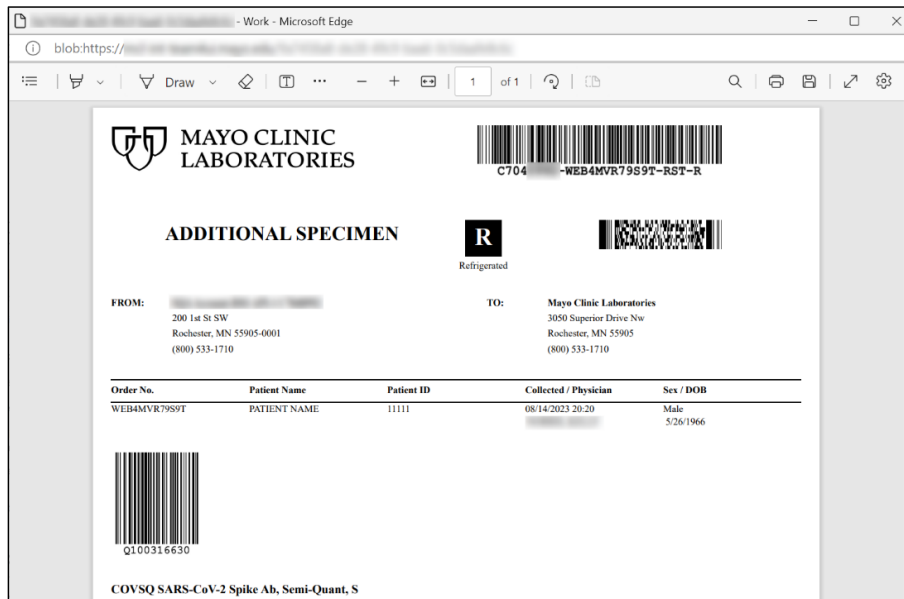 - Work - Microsoft Edge
blob:https://
Draw
1 of 1
MAYO CLINIC
LABORATORIES
C704 -WEB4MVR79S9T-RST-R
ADDITIONAL SPECIMEN
R
Refrigerated
FROM:
200 1st St SW
Rochester, MN 55905-0001
(800) 533-1710
TO:
Mayo Clinic Laboratories
3050 Superior Drive Nw
Rochester, MN 55905
(800) 533-1710
Order No. Patient Name Patient ID Collected / Physician Sex / DOB
WEB4MVR79S9T PATIENT NAME 11111 08/14/2023 20:20 Male
5/26/1966
Q100316630
COVSQ SARS-CoV-2 Spike Ab, Semi-Quant, S